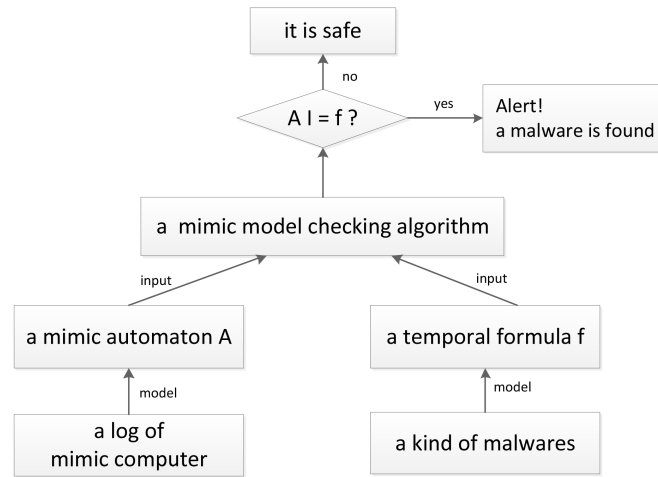 it is safe
no
A I = f ?
yes
Alert!
a malware is found
a mimic model checking algorithm
input
input
a mimic automaton A
a temporal formula f
model
model
a log of
mimic computer
a kind of malwares